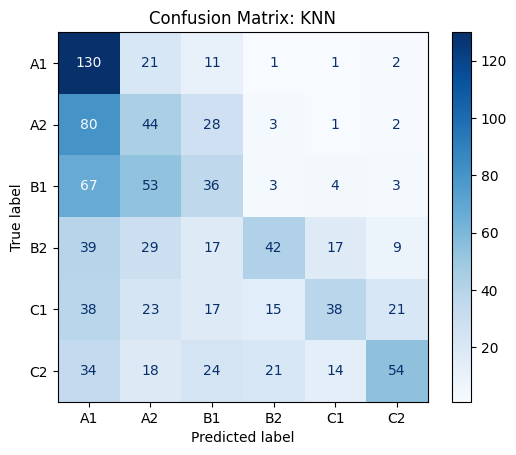 Confusion Matrix: KNN
A1 130 21 11 1 1 2
A2 80 44 28 3 1 2
B1 67 53 36 3 4 3
B2 39 29 17 42 17 9
C1 38 23 17 15 38 21
C2 34 18 24 21 14 54
A1 A2 B1 B2 C1 C2
Predicted label
True label
120
100
80
60
40
20